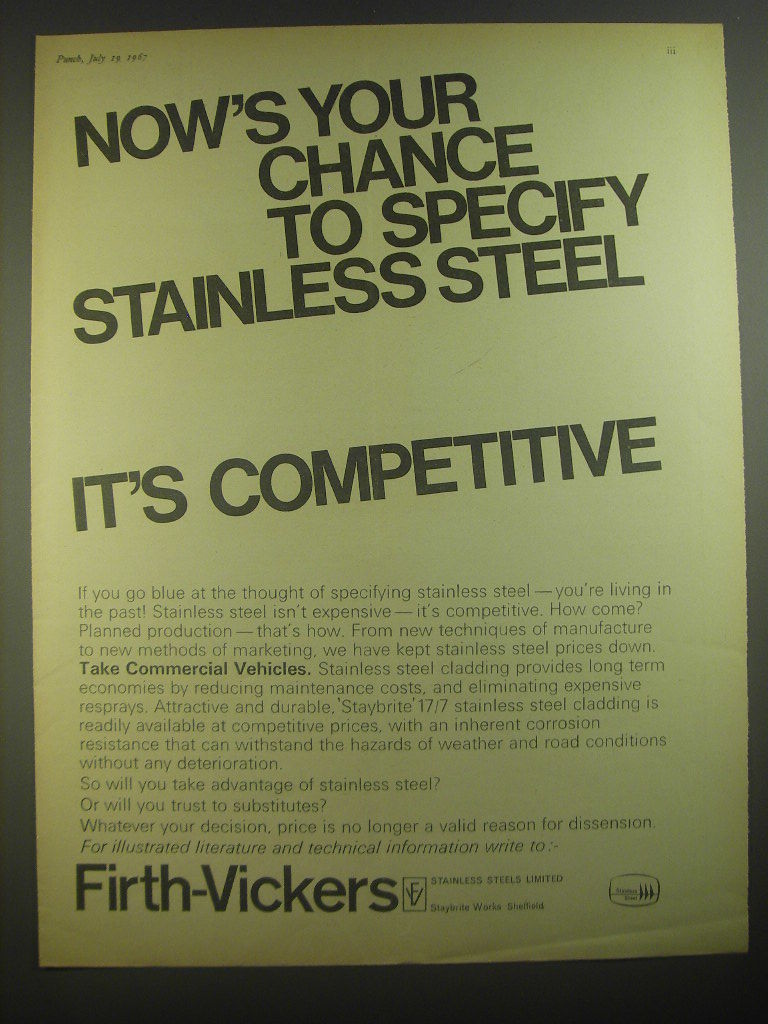 Punch, July 19 1967
iii
NOW'S YOUR
CHANCE
TO SPECIFY
STAINLESS STEEL
IT'S COMPETITIVE
If you go blue at the thought of specifying stainless steel — you're living in
the past! Stainless steel isn't expensive — it's competitive. How come?
Planned production — that's how. From new techniques of manufacture
to new methods of marketing, we have kept stainless steel prices down.
Take Commercial Vehicles. Stainless steel cladding provides long term
economies by reducing maintenance costs, and eliminating expensive
resprays. Attractive and durable, 'Staybrite' 17/7 stainless steel cladding is
readily available at competitive prices, with an inherent corrosion
resistance that can withstand the hazards of weather and road conditions
without any deterioration.
So will you take advantage of stainless steel?
Or will you trust to substitutes?
Whatever your decision, price is no longer a valid reason for dissension.
For illustrated literature and technical information write to:-
Firth-Vickers
FV
STAINLESS STEELS LIMITED
Staybrite Works Sheffield
Stainless
Steel